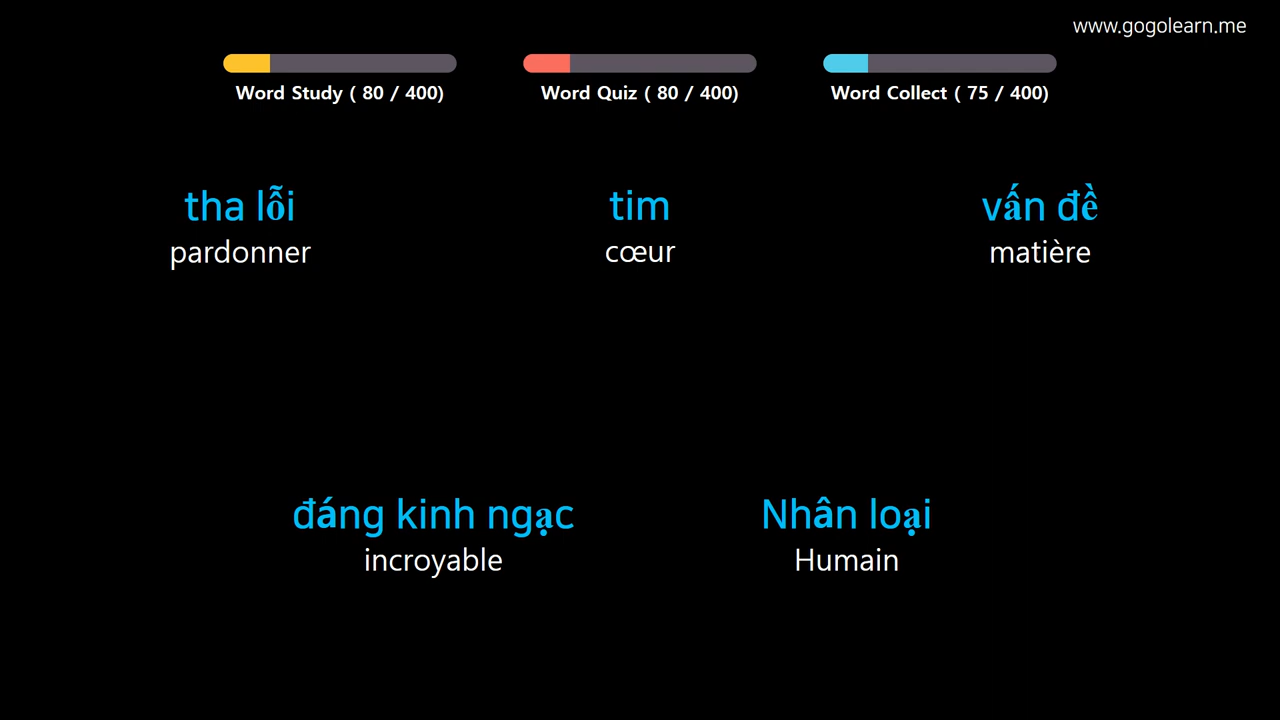 www.gogolearn.me
Word Study ( 80 / 400)
Word Quiz ( 80 / 400)
Word Collect ( 75 / 400)
tha lỗi
pardonner
tim
cœur
vấn đề
matière
đáng kinh ngạc
incroyable
Nhân loại
Humain